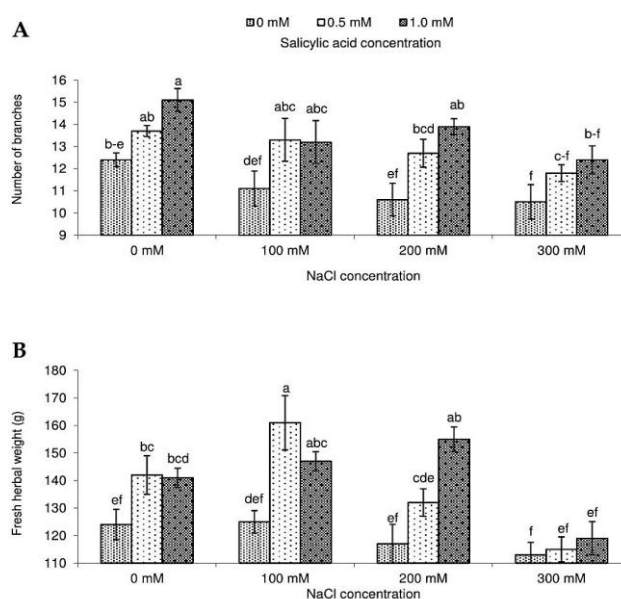 A
0 mM 0.5 mM 1.0 mM
Salicylic acid concentration
Number of branches
16
15
14
13
12
11
10
9
b-e ab a
def abc abc
ef bcd ab
f c-f b-f
0 mM 100 mM 200 mM 300 mM
NaCl concentration
B
Fresh herbal weight (g)
180
170
160
150
140
130
120
110
ef bc bcd
def a abc
ef cde ab
f ef ef
0 mM 100 mM 200 mM 300 mM
NaCl concentration